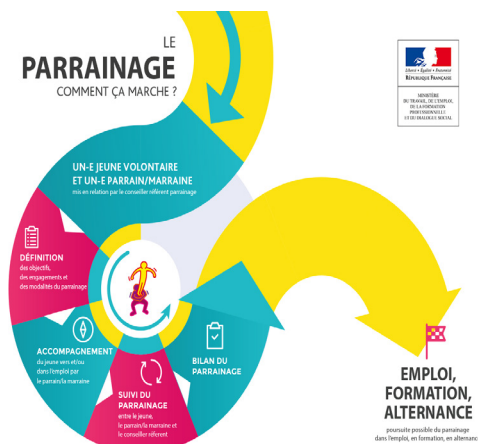 LE
PARRAINAGE
COMMENT ÇA MARCHE ?
Liberté • Égalité • Fraternité
RÉPUBLIQUE FRANÇAISE
MINISTÈRE
DU TRAVAIL, DE L'EMPLOI,
DE LA FORMATION
PROFESSIONNELLE
ET DU DIALOGUE SOCIAL
UN-E JEUNE VOLONTAIRE
ET UN-E PARRAIN/MARRAINE
mis en relation par le conseiller référent parrainage
DÉFINITION
des objectifs,
des engagements et
des modalités du parrainage
ACCOMPAGNEMENT
du jeune vers et/ou
dans l'emploi par
le parrain/la marraine
SUIVI DU
PARRAINAGE
entre le jeune,
le parrain/la marraine et
le conseiller référent
BILAN DU
PARRAINAGE
EMPLOI,
FORMATION,
ALTERNANCE
poursuite possible du parrainage
dans l'emploi, en formation, en alternanc